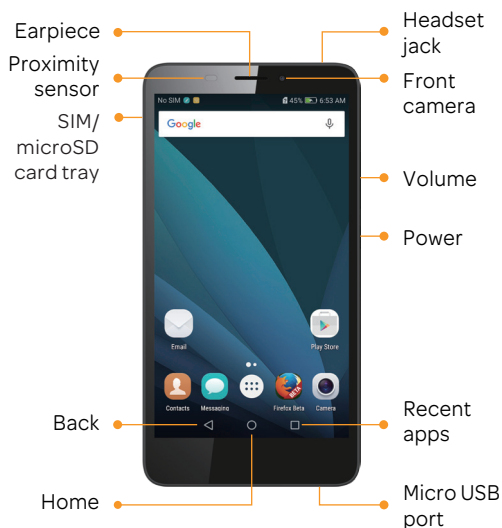 Earpiece
Proximity
sensor
SIM/
microSD
card tray
Back
Home
Headset
jack
Front
camera
Volume
Power
Recent
apps
Micro USB
port
No SIM
45% 6:53 AM
Google
Email
Play Store
Contacts
Messaging
BETA
Firefox Beta
Camera